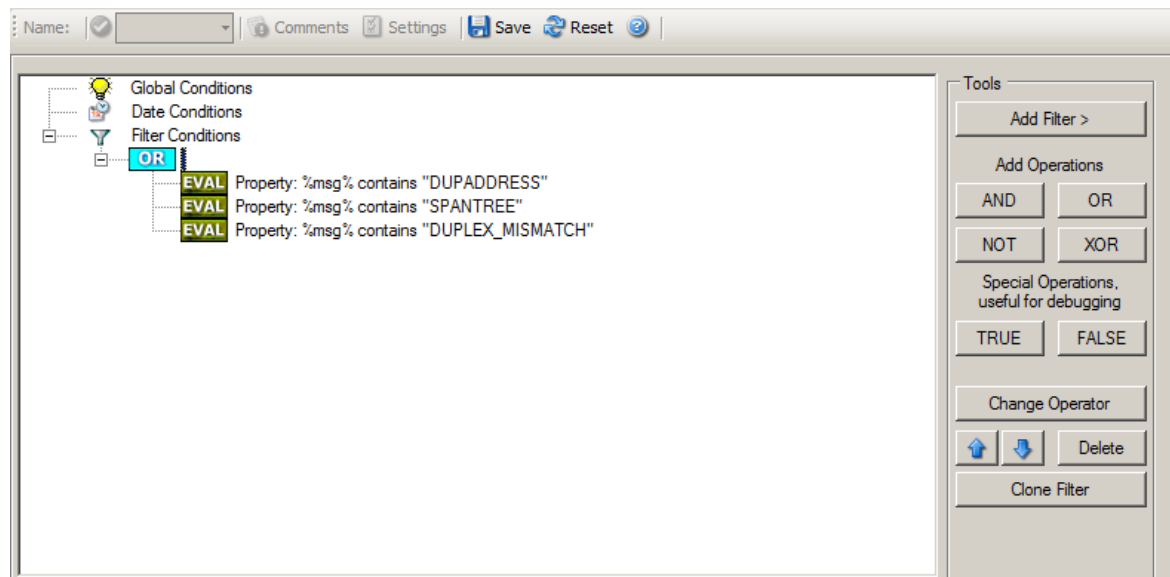 Name: Comments Settings Save Reset
Global Conditions
Date Conditions
Filter Conditions
OR
EVAL Property: %msg% contains "DUPADDRESS"
EVAL Property: %msg% contains "SPANTREE"
EVAL Property: %msg% contains "DUPLEX_MISMATCH"
Tools
Add Filter >
Add Operations
AND OR
NOT XOR
Special Operations,
useful for debugging
TRUE FALSE
Change Operator
Delete
Clone Filter